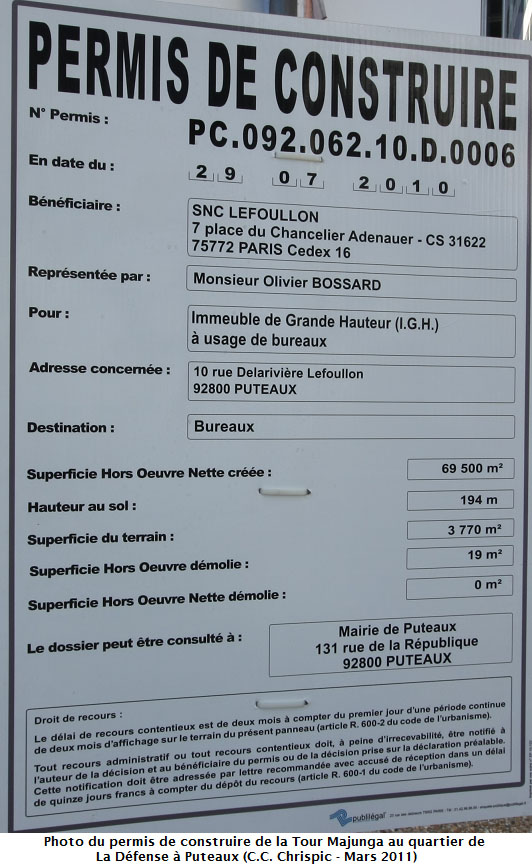 PERMIS DE CONSTRUIRE
N° Permis : PC.092.062.10.D.0006
En date du : 29 07 2010
Bénéficiaire : SNC LEFOULLON
7 place du Chancelier Adenauer - CS 31622
75772 PARIS Cedex 16
Représentée par : Monsieur Olivier BOSSARD
Pour : Immeuble de Grande Hauteur (I.G.H.)
à usage de bureaux
Adresse concernée : 10 rue Delarivière Lefoullon
92800 PUTEAUX
Destination : Bureaux
Superficie Hors Oeuvre Nette créée : 69 500 m²
Hauteur au sol : 194 m
Superficie du terrain : 3 770 m²
Superficie Hors Oeuvre démolie : 19 m²
Superficie Hors Oeuvre Nette démolie : 0 m²
Le dossier peut être consulté à : Mairie de Puteaux
131 rue de la République
92800 PUTEAUX
Droit de recours :
Le délai de recours contentieux est de deux mois à compter du premier jour d'une période continue
de deux mois d'affichage sur le terrain du présent panneau (article R. 600-2 du code de l'urbanisme).
Tout recours administratif ou tout recours contentieux doit, à peine d'irrecevabilité, être notifié à
l'auteur de la décision et au bénéficiaire du permis ou de la décision prise sur la déclaration préalable.
Cette notification doit être adressée par lettre recommandée avec accusé de réception dans un délai
de quinze jours francs à compter du dépôt du recours (article R. 600-1 du code de l'urbanisme).
Publilégal
Photo du permis de construire de la Tour Majunga au quartier de
La Défense à Puteaux (C.C. Chrispic - Mars 2011)